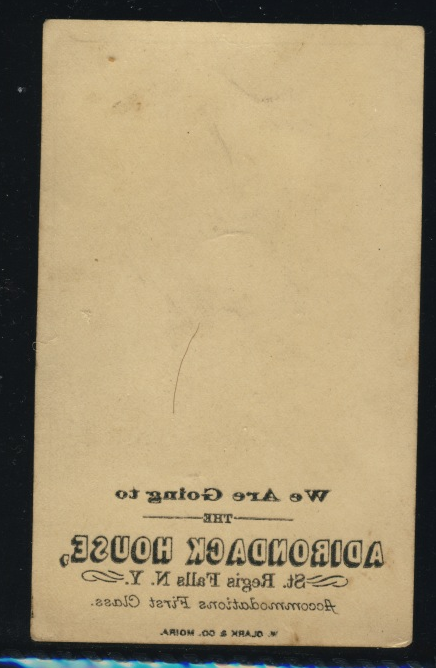 We Are Going to
THE
ADIRONDACK HOUSE,
St. Regis Falls N. Y.
Accommodations First Class.
W. CLARK & CO. MOIRA.